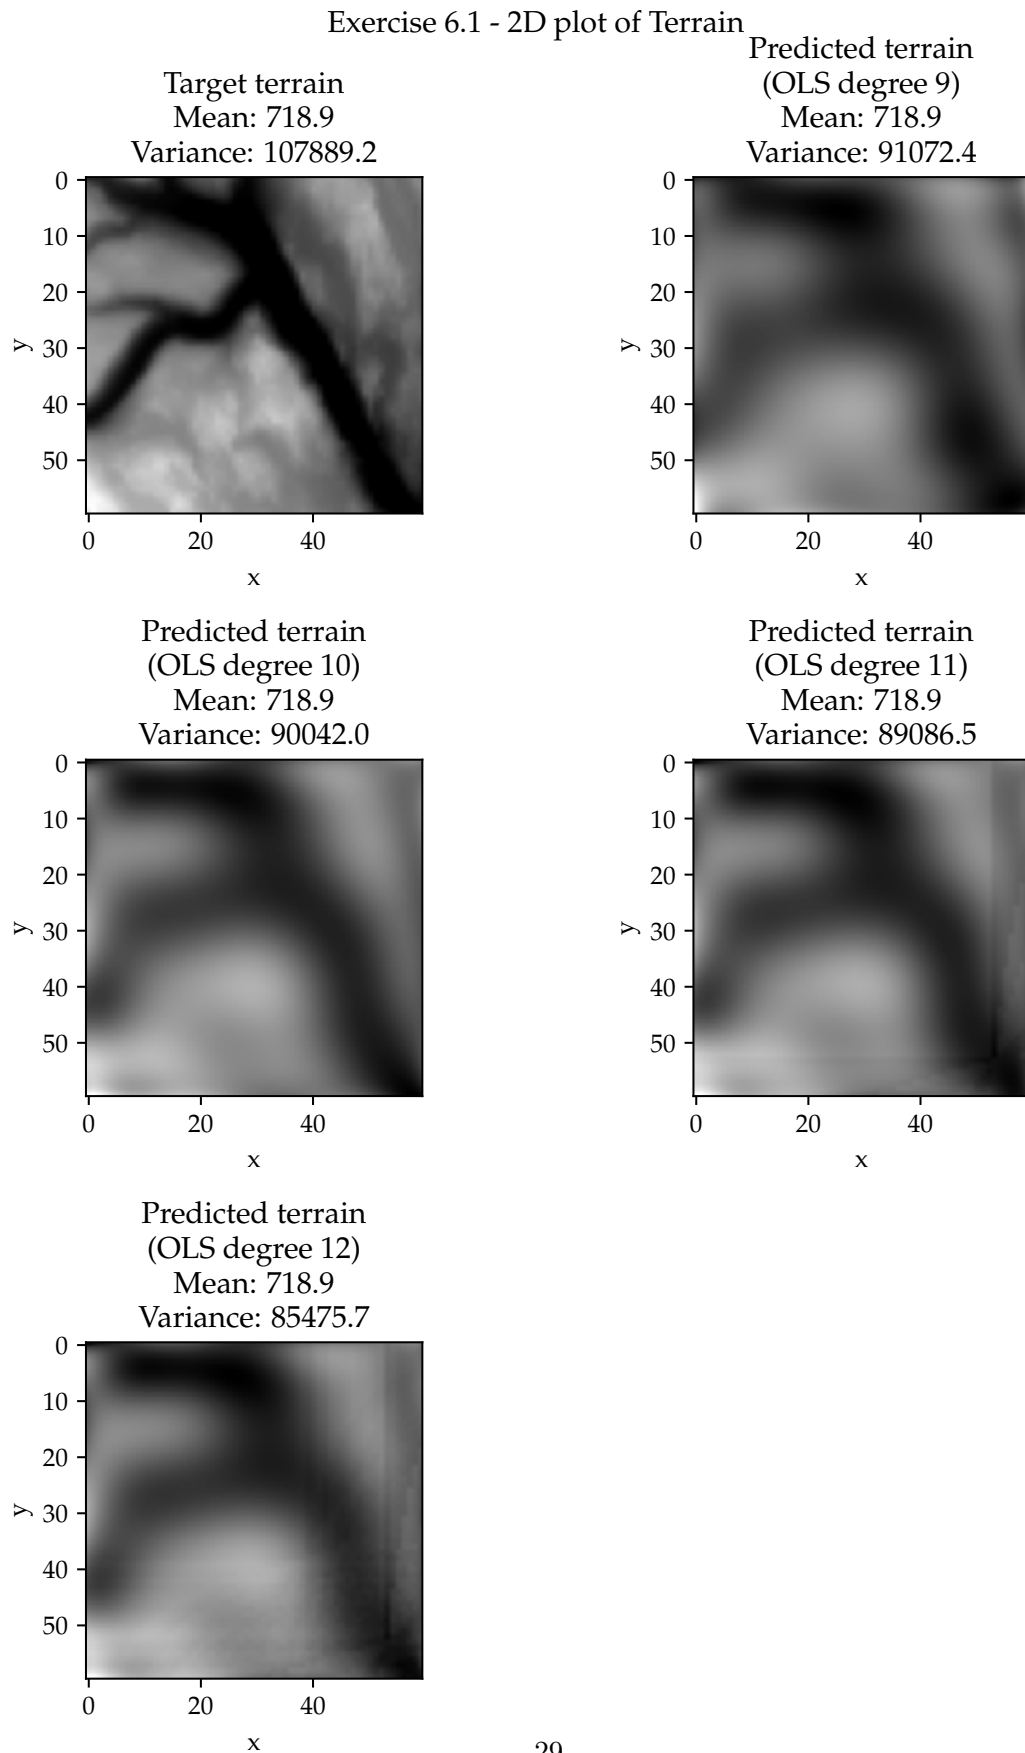 Exercise 6.1 - 2D plot of Terrain
Target terrain
Mean: 718.9
Variance: 107889.2
0
10
20
30
40
50
y
0 20 40
x
Predicted terrain
(OLS degree 9)
Mean: 718.9
Variance: 91072.4
0
10
20
30
40
50
y
0 20 40
x
Predicted terrain
(OLS degree 10)
Mean: 718.9
Variance: 90042.0
0
10
20
30
40
50
y
0 20 40
x
Predicted terrain
(OLS degree 11)
Mean: 718.9
Variance: 89086.5
0
10
20
30
40
50
y
0 20 40
x
Predicted terrain
(OLS degree 12)
Mean: 718.9
Variance: 85475.7
0
10
20
30
40
50
y
0 20 40
x
29